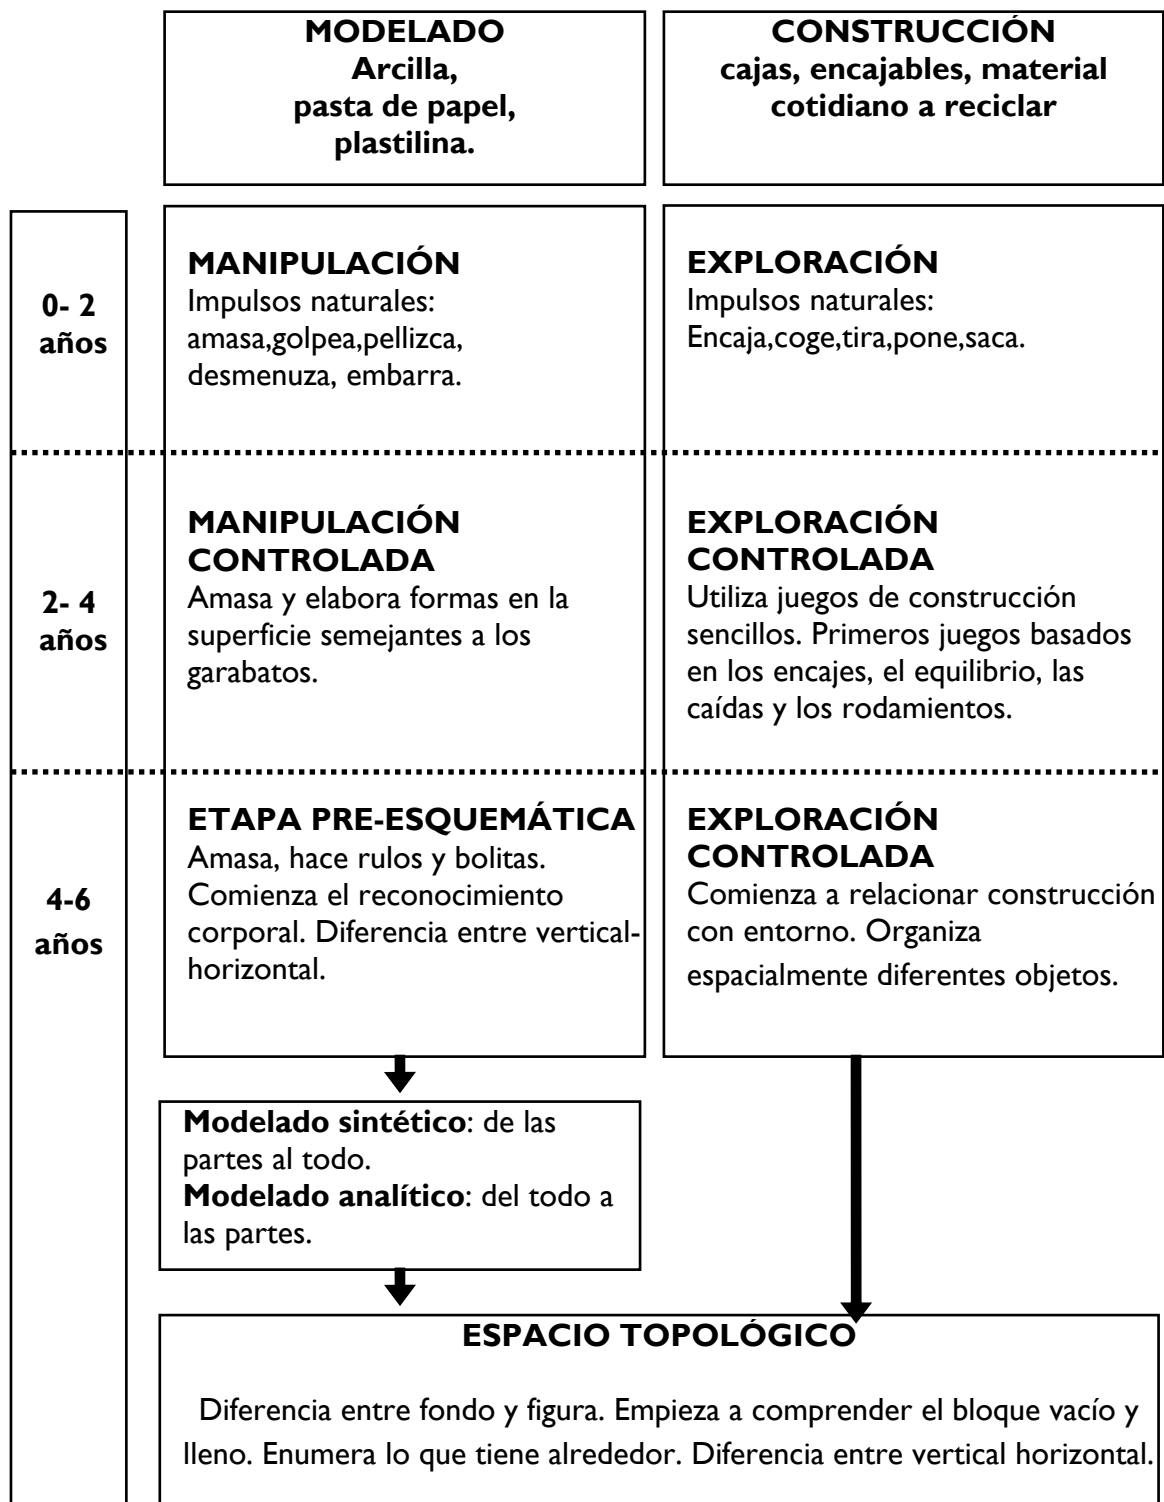 MODELADO
Arcilla,
pasta de papel,
plastilina.
CONSTRUCCIÓN
cajas, encajables, material
cotidiano a reciclar
0- 2
años
MANIPULACIÓN
Impulsos naturales:
amasa,golpea,pellizca,
desmenuza, embarra.
EXPLORACIÓN
Impulsos naturales:
Encaja,coge,tira,pone,saca.
2- 4
años
MANIPULACIÓN
CONTROLADA
Amasa y elabora formas en la
superficie semejantes a los
garabatos.
EXPLORACIÓN
CONTROLADA
Utiliza juegos de construcción
sencillos. Primeros juegos basados
en los encajes, el equilibrio, las
caídas y los rodamientos.
4-6
años
ETAPA PRE-ESQUEMÁTICA
Amasa, hace rulos y bolitas.
Comienza el reconocimiento
corporal. Diferencia entre vertical-
horizontal.
EXPLORACIÓN
CONTROLADA
Comienza a relacionar construcción
con entorno. Organiza
espacialmente diferentes objetos.
Modelado sintético: de las
partes al todo.
Modelado analítico: del todo a
las partes.
ESPACIO TOPOLÓGICO
Diferencia entre fondo y figura. Empieza a comprender el bloque vacío y
lleno. Enumera lo que tiene alrededor. Diferencia entre vertical horizontal.